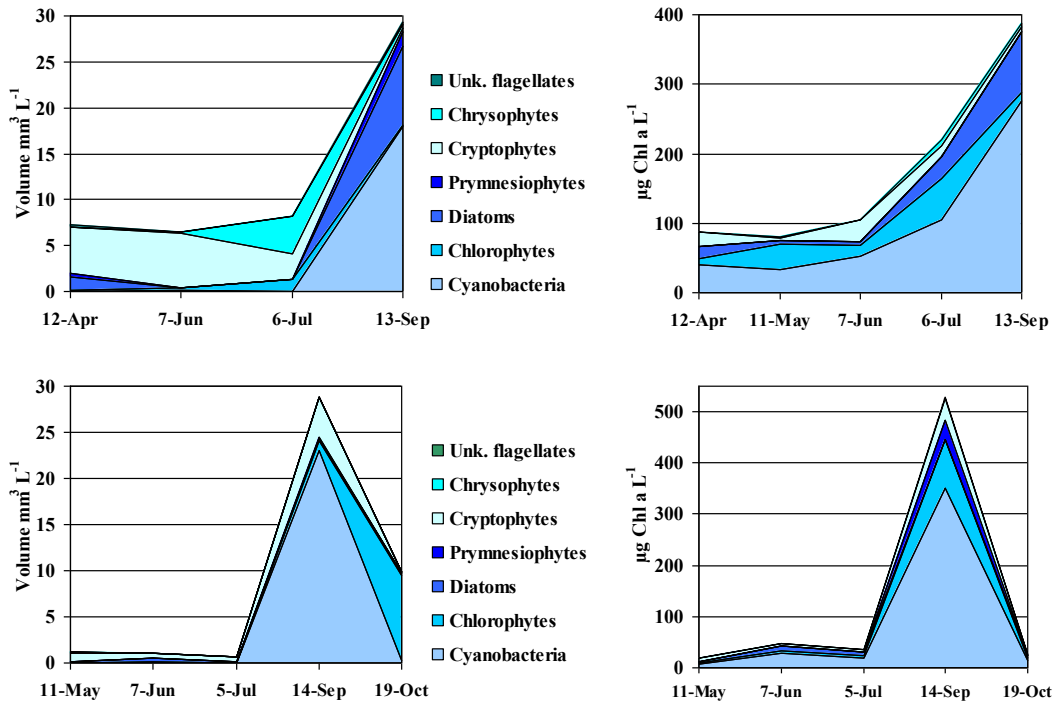 30
25
20
15
10
5
0
Volume mm³ L⁻¹
12-Apr 7-Jun 6-Jul 13-Sep
Unk. flagellates
Chrysophytes
Cryptophytes
Prymnesiophytes
Diatoms
Chlorophytes
Cyanobacteria
400
300
200
100
0
µg Chl a L⁻¹
12-Apr 11-May 7-Jun 6-Jul 13-Sep
30
25
20
15
10
5
0
Volume mm³ L⁻¹
11-May 7-Jun 5-Jul 14-Sep 19-Oct
Unk. flagellates
Chrysophytes
Cryptophytes
Prymnesiophytes
Diatoms
Chlorophytes
Cyanobacteria
500
400
300
200
100
0
µg Chl a L⁻¹
11-May 7-Jun 5-Jul 14-Sep 19-Oct